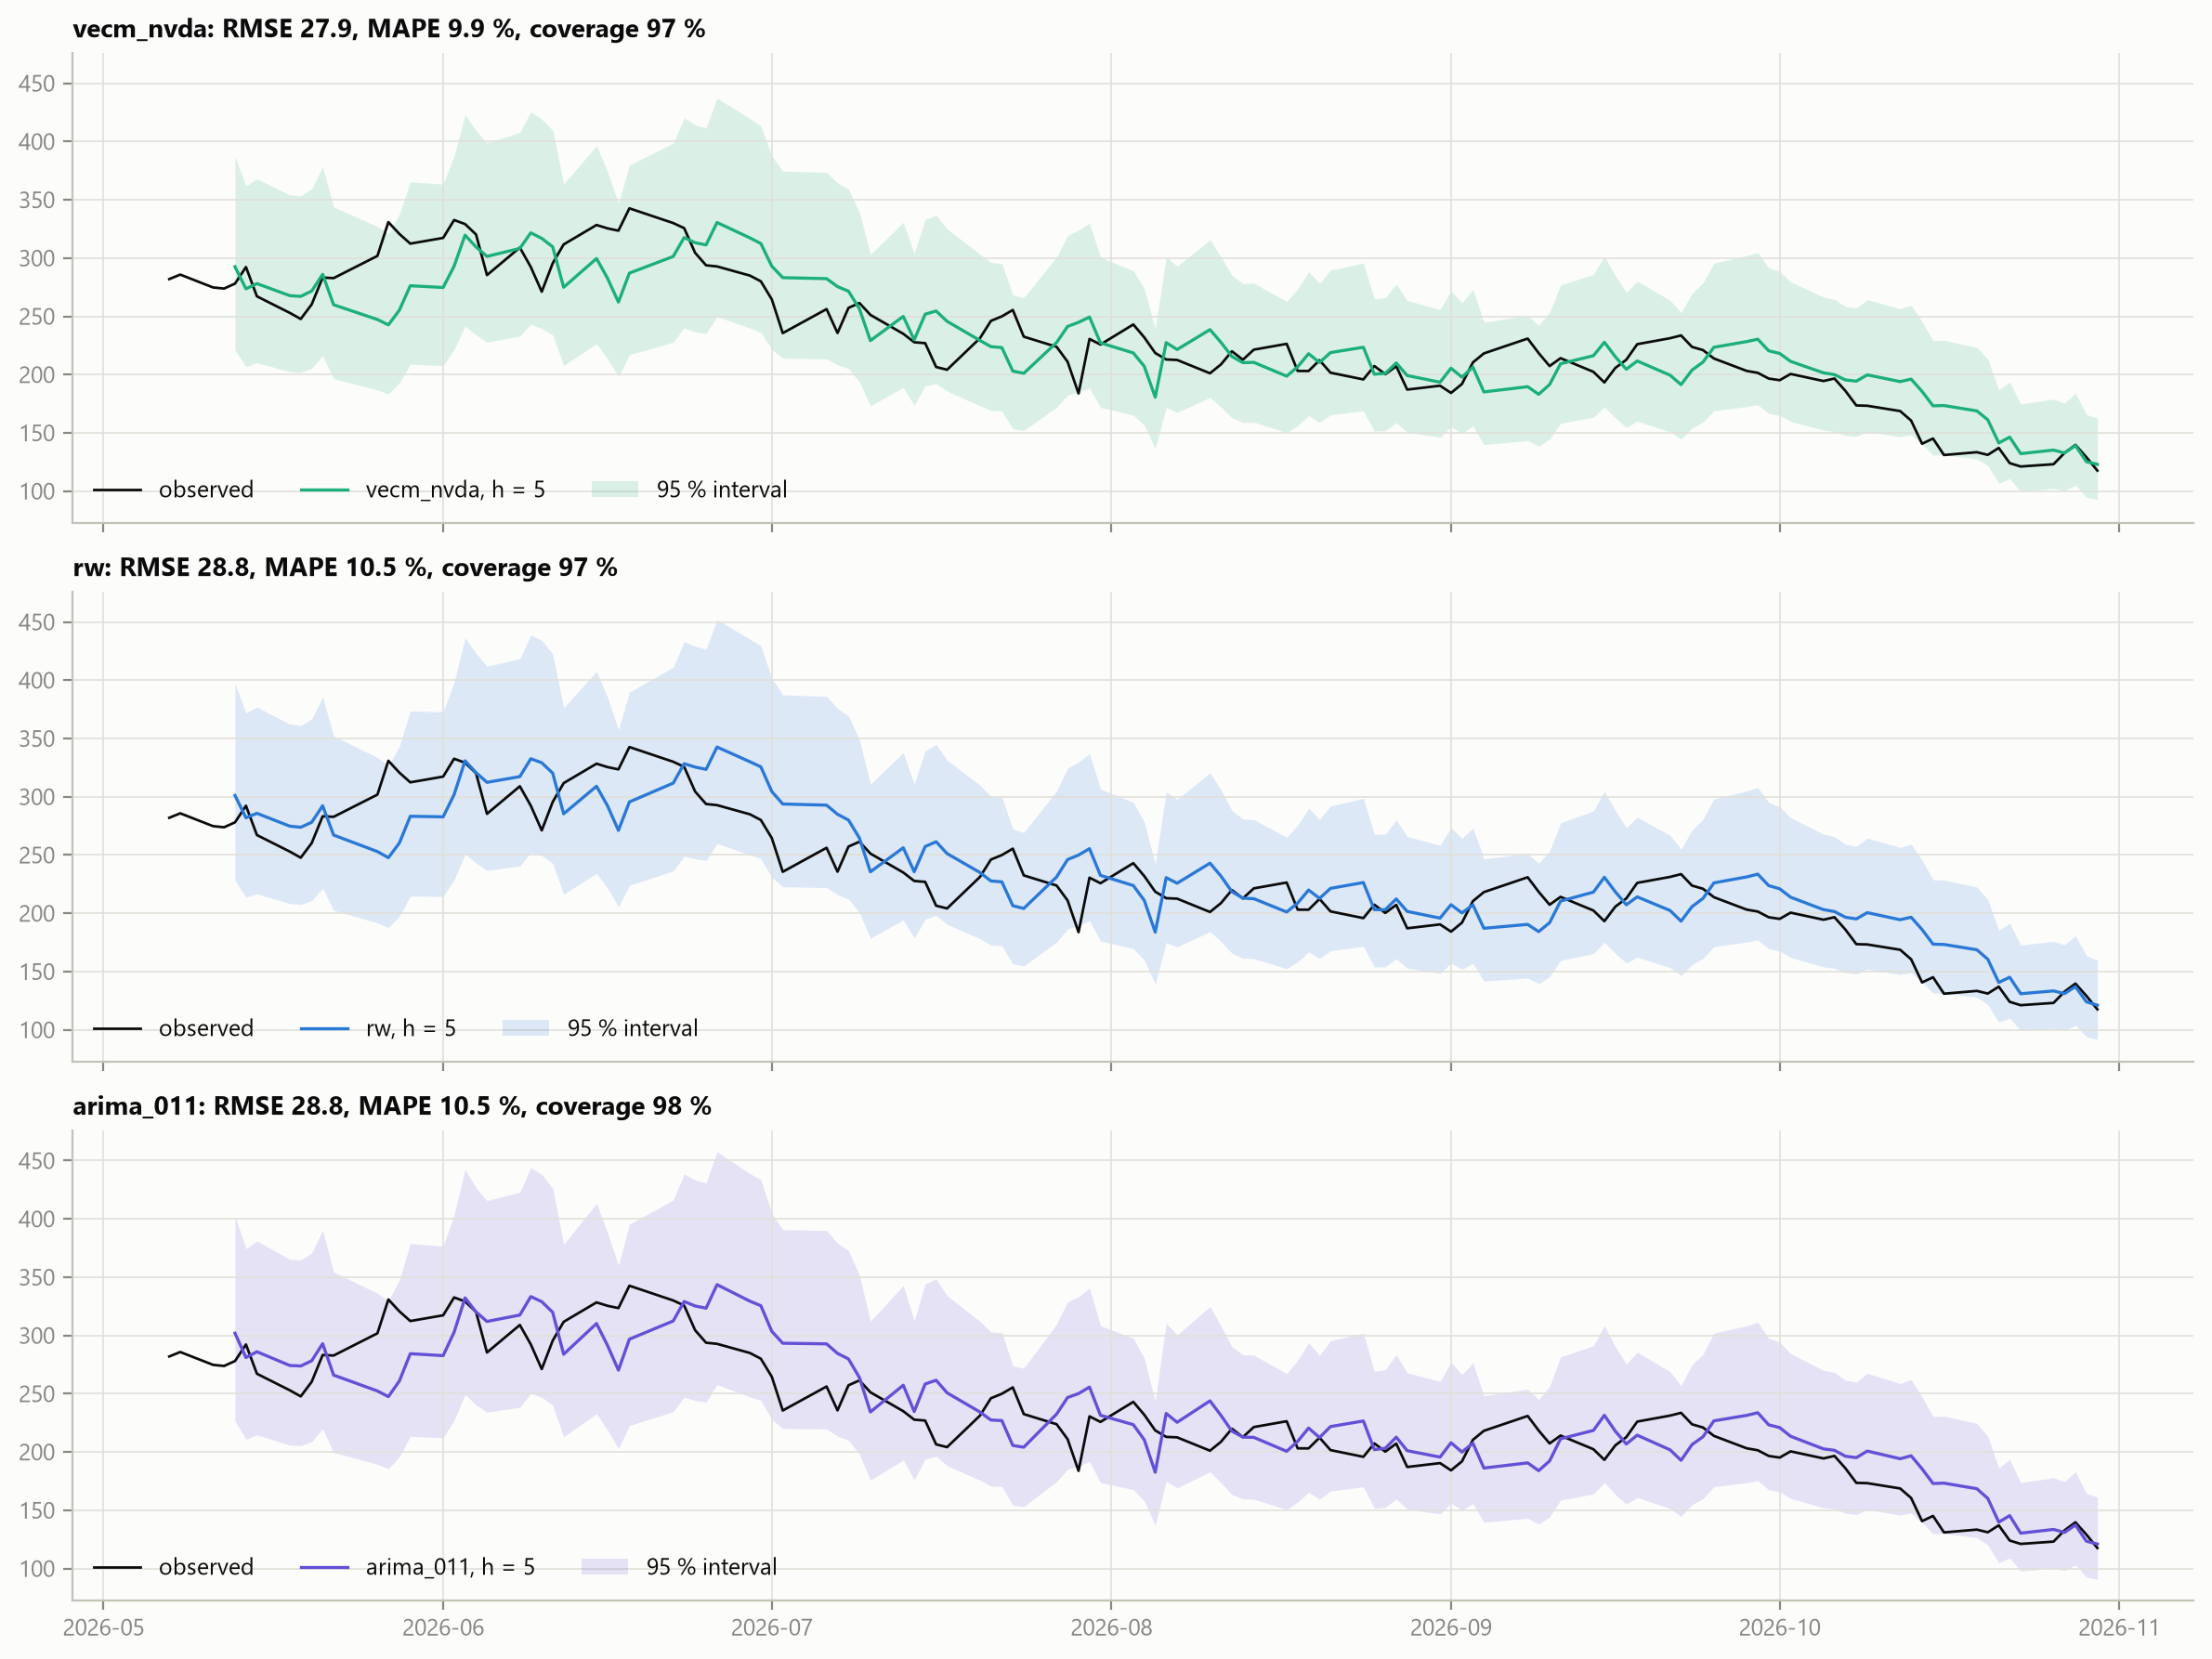 vecm_nvda: RMSE 27.9, MAPE 9.9 %, coverage 97 %
450
400
350
300
250
200
150
100
observed
vecm_nvda, h = 5
95 % interval
rw: RMSE 28.8, MAPE 10.5 %, coverage 97 %
450
400
350
300
250
200
150
100
observed
rw, h = 5
95 % interval
arima_011: RMSE 28.8, MAPE 10.5 %, coverage 98 %
450
400
350
300
250
200
150
100
observed
arima_011, h = 5
95 % interval
2026-05
2026-06
2026-07
2026-08
2026-09
2026-10
2026-11